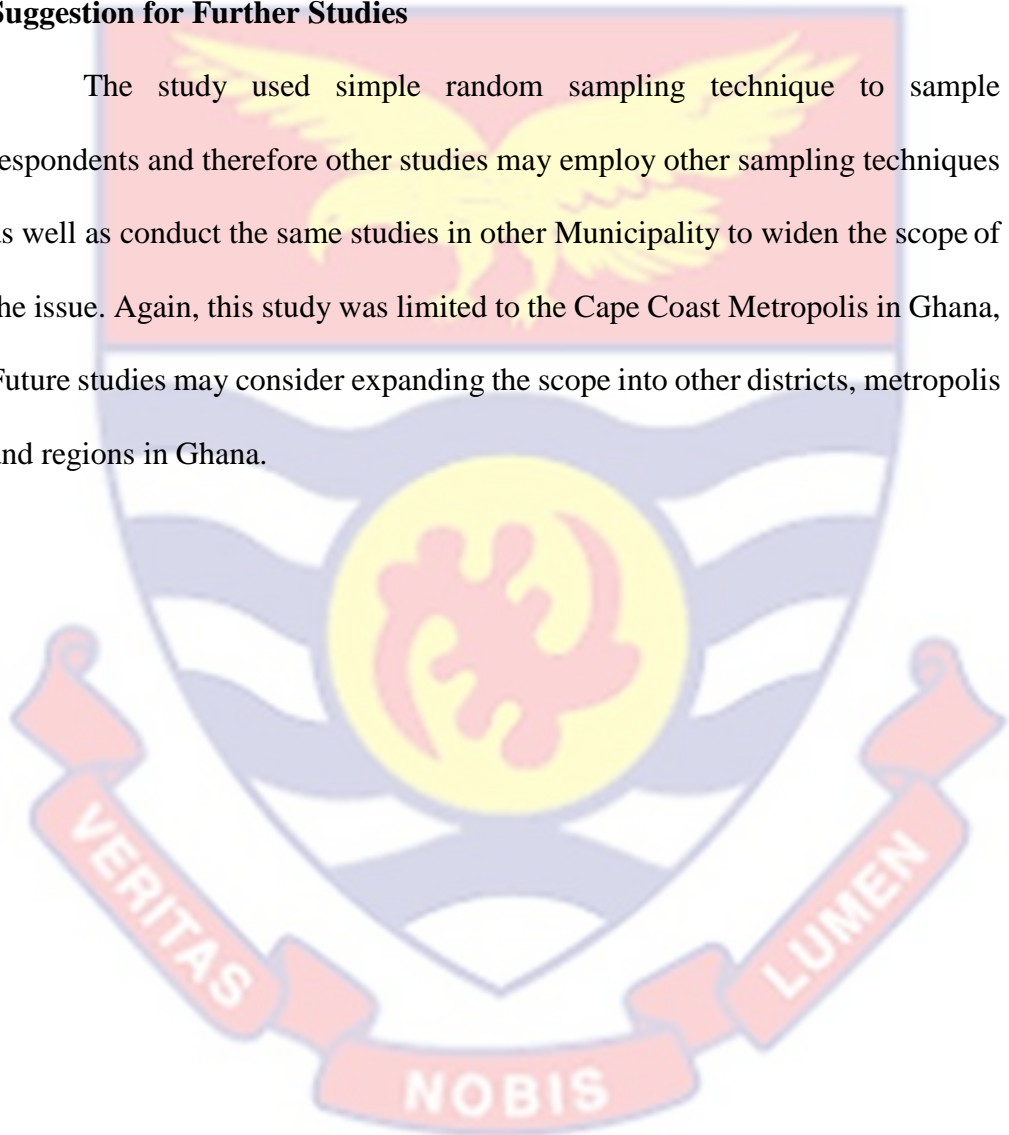 Suggestion for Further Studies
The study used simple random sampling technique to sample
respondents and therefore other studies may employ other sampling techniques
as well as conduct the same studies in other Municipality to widen the scope of
the issue. Again, this study was limited to the Cape Coast Metropolis in Ghana,
Future studies may consider expanding the scope into other districts, metropolis
and regions in Ghana.
VERITAS
NOBIS
LUMEN